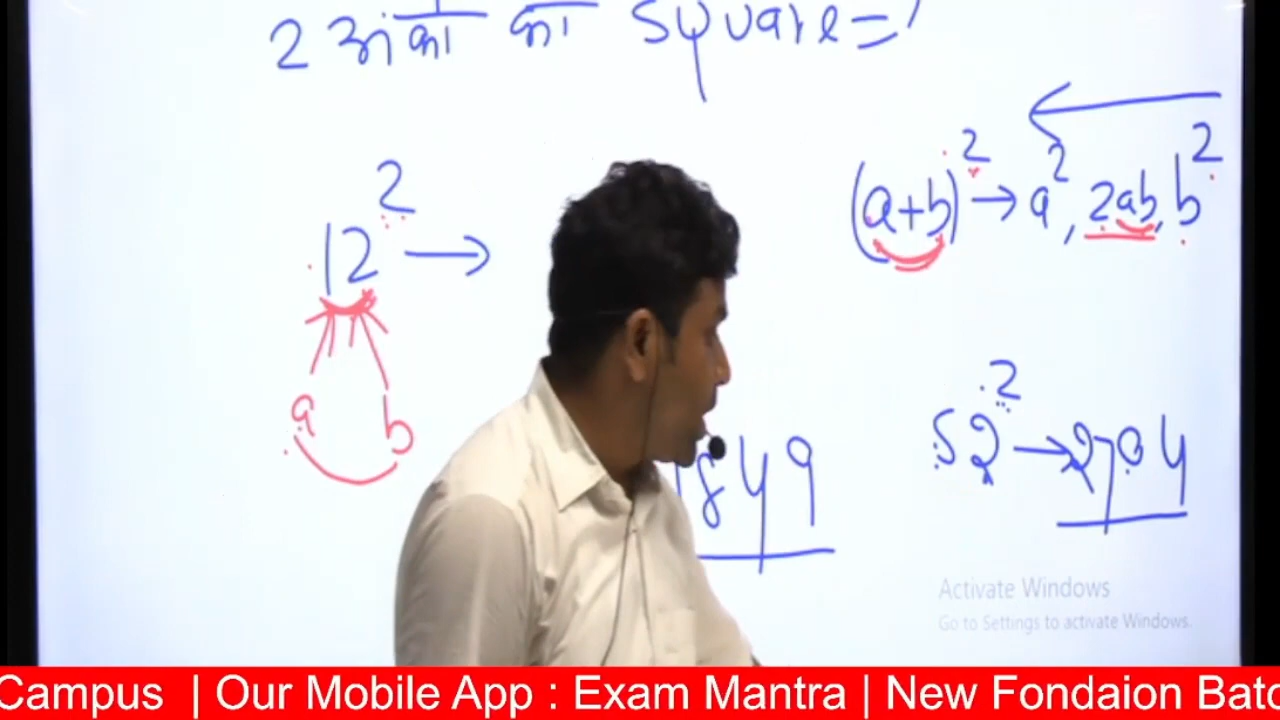 2 अंको का square = ?
12² →
(a+b)² → a², 2ab, b²
a b
1849
52² → 2704
Activate Windows
Go to Settings to activate Windows.
Campus | Our Mobile App : Exam Mantra | New Fondaion Batc